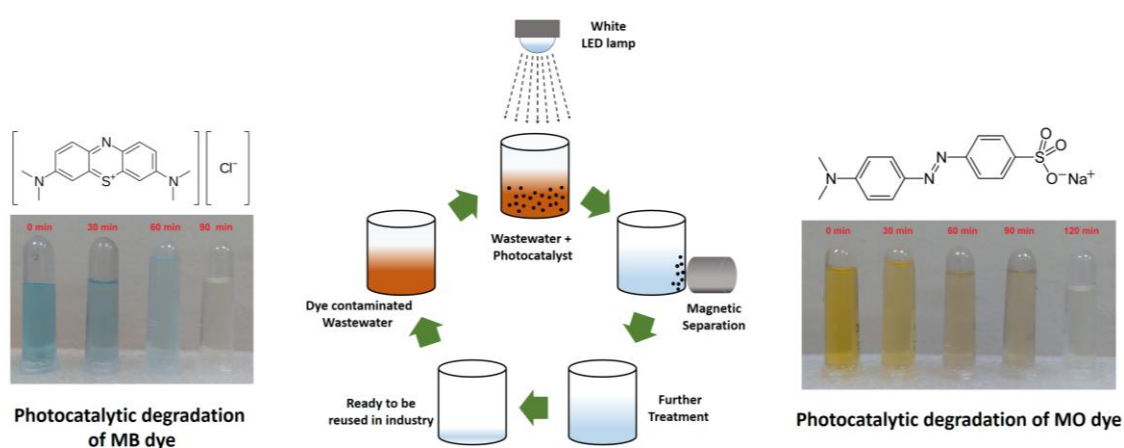 White
LED lamp
N
N
S⁺
N
Cl⁻
0 min
30 min
60 min
90 min
Photocatalytic degradation
of MB dye
Wastewater +
Photocatalyst
Dye contaminated
Wastewater
Magnetic
Separation
Ready to be
reused in industry
Further
Treatment
O
S
O
O⁻Na⁺
N
N
N
0 min
30 min
60 min
90 min
120 min
Photocatalytic degradation of MO dye